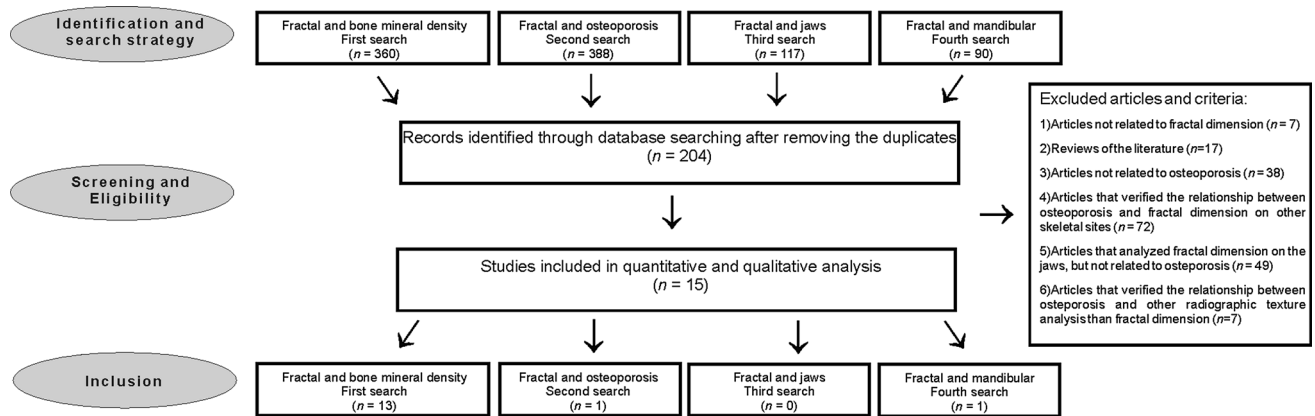 Identification and
search strategy
Fractal and bone mineral density
First search
(n = 360)
Fractal and osteoporosis
Second search
(n = 388)
Fractal and jaws
Third search
(n = 117)
Fractal and mandibular
Fourth search
(n = 90)
Records identified through database searching after removing the duplicates
(n = 204)
Excluded articles and criteria:
1)Articles not related to fractal dimension (n = 7)
2)Reviews of the literature (n=17)
3)Articles not related to osteoporosis (n = 38)
4)Articles that verified the relationship between
osteoporosis and fractal dimension on other
skeletal sites (n = 72)
5)Articles that analyzed fractal dimension on the
jaws, but not related to osteporosis (n = 49)
6)Articles that verified the relationship between
osteporosis and other radiographic texture
analysis than fractal dimension (n=7)
Screening and
Eligibility
Studies included in quantitative and qualitative analysis
(n = 15)
Inclusion
Fractal and bone mineral density
First search
(n = 13)
Fractal and osteoporosis
Second search
(n = 1)
Fractal and jaws
Third search
(n = 0)
Fractal and mandibular
Fourth search
(n = 1)